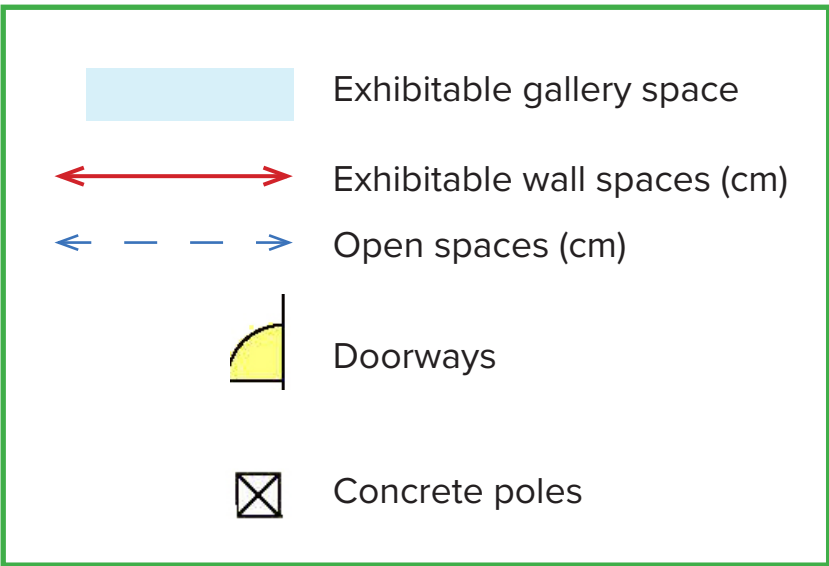 Exhibitable gallery space
Exhibitable wall spaces (cm)
Open spaces (cm)
Doorways
Concrete poles